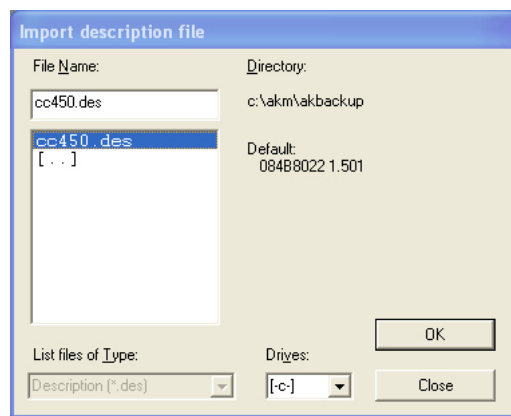 Import description file
File Name:
Directory:
cc450.des
c:\akm\akbackup
cc450.des
[..]
Default:
084B8022 1.501
List files of Type:
Drives:
Description (*.des)
[-c-]
OK
Close